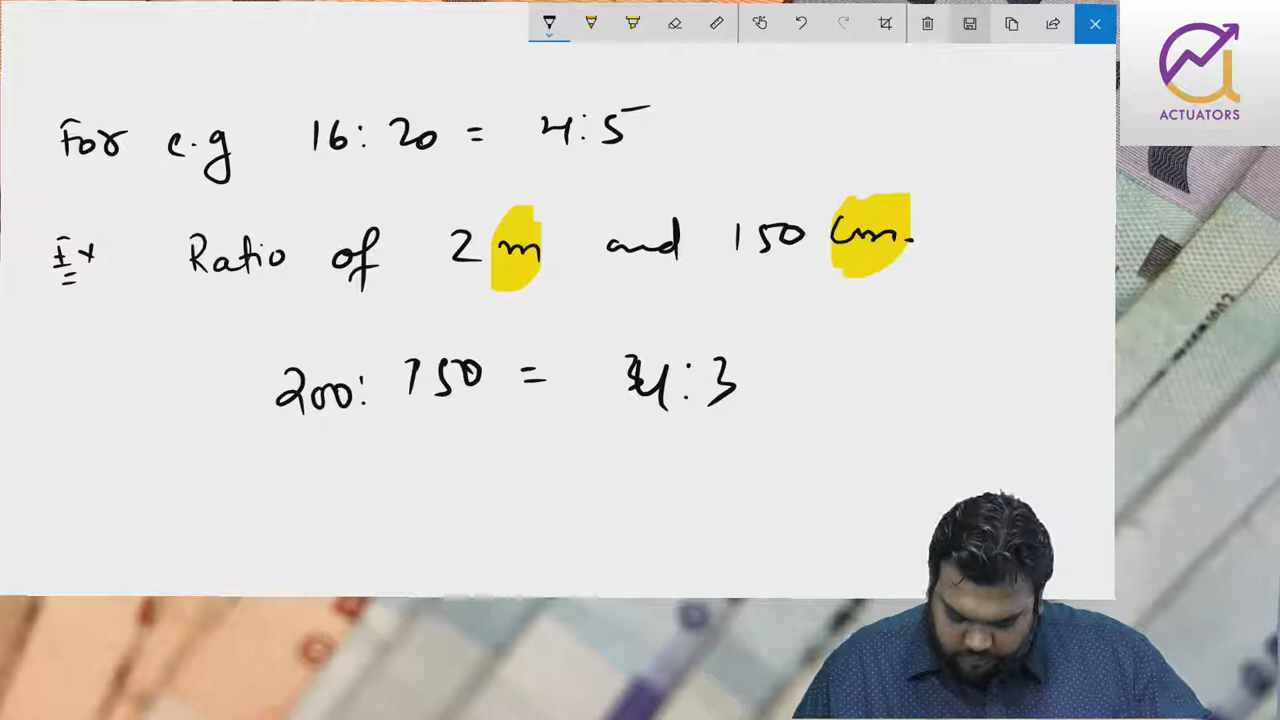 ACTUATORS
For e.g 16 : 20 = 4 : 5
Ex Ratio of 2 m and 150 cm.
200 : 150 = 4 : 3